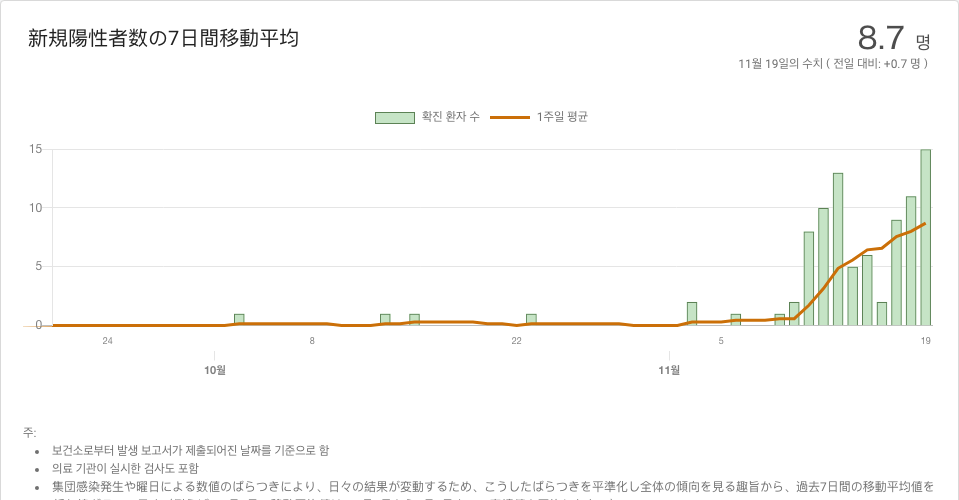 新規陽性者数の7日間移動平均
8.7 명
11월 19일의 수치 ( 전일 대비: +0.7 명 )
확진 환자 수 1주일 평균
15
10
5
0
24 8 22 5 19
10월 11월
주:
보건소로부터 발생 보고서가 제출되어진 날짜를 기준으로 함
의료 기관이 실시한 검사도 포함
集団感染発生や曜日による数値のばらつきにより、日々の結果が変動するため、こうしたばらつきを平準化し全体の傾向を見る趣旨から、過去7日間の移動平均値を